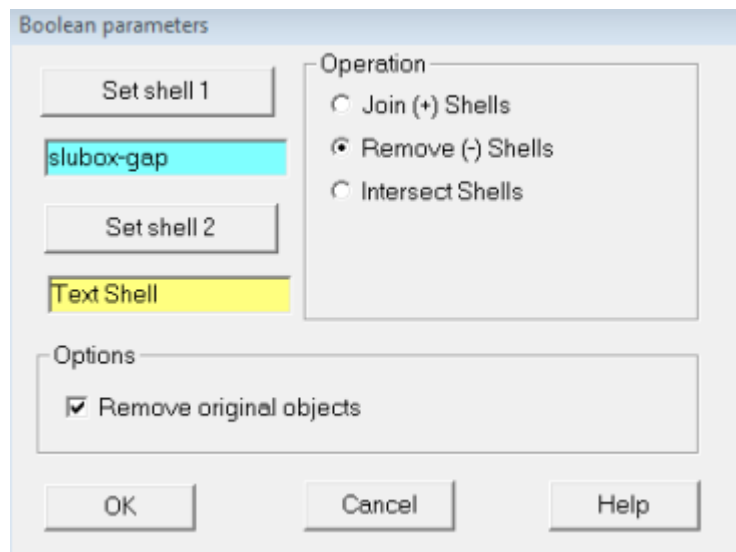 Boolean parameters
Set shell 1
slubox-gap
Set shell 2
Text Shell
Operation
Join (+) Shells
Remove (-) Shells
Intersect Shells
Options
Remove original objects
OK
Cancel
Help